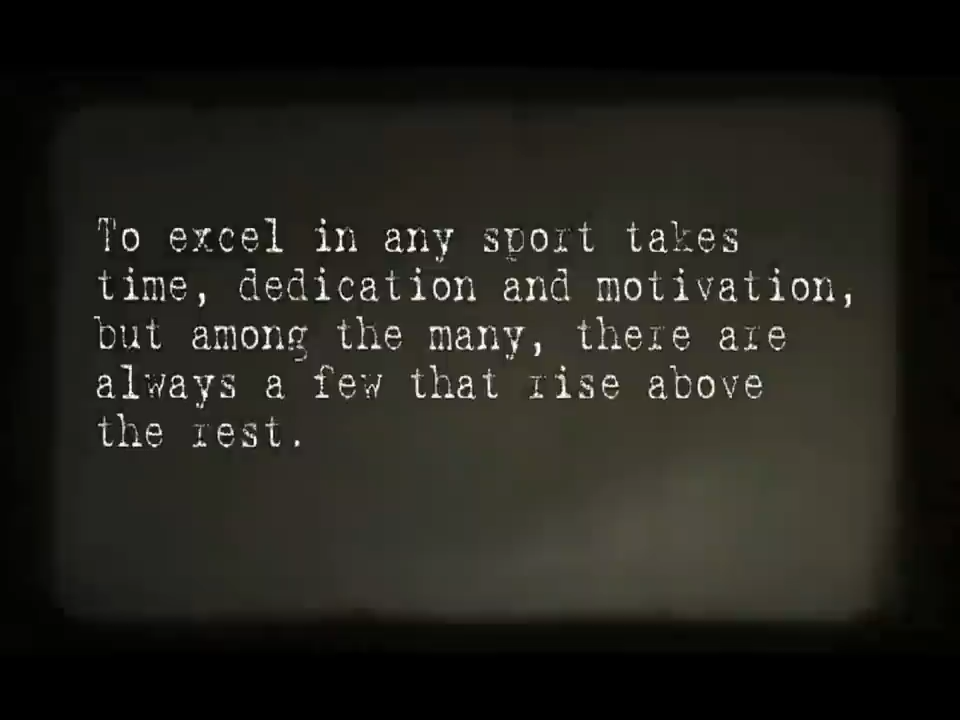 To excel in any sport takes
time, dedication and motivation,
but among the many, there are
always a few that rise above
the rest.